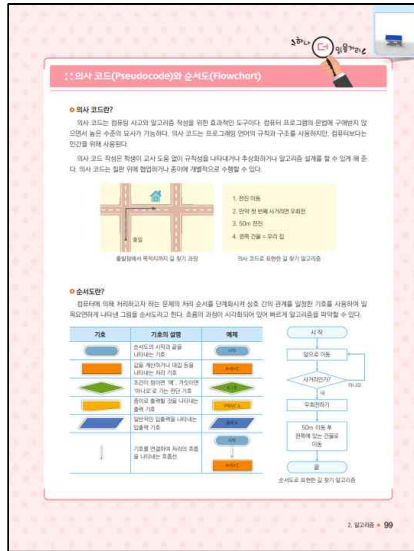 의사 코드(Pseudocode)와 순서도(Flowchart)
의사 코드란?
의사 코드는 컴퓨팅 사고와 알고리즘 작성을 위한 효과적인 도구이다. 컴퓨터 프로그램의 문법에 구애받지 않
으면서 높은 수준의 묘사가 가능하다. 의사 코드는 프로그래밍 언어의 규칙과 구조를 사용하지만, 컴퓨터보다는
인간을 위해 사용된다.
의사 코드 작성은 학생이 교사 도움 없이 규칙성을 나타내거나 추상화하거나 알고리즘 설계를 할 수 있게 해 준
다. 의사 코드는 칠판 위에 협업하거나 종이에 개별적으로 수행할 수 있다.
1. 전진 이동
2. 만약 첫 번째 사거리면 우회전
3. 50m 전진
4. 왼쪽 건물 = 우리 집
출발
출발점에서 목적지까지 길 찾기 과정
의사 코드로 표현한 길 찾기 알고리즘
순서도란?
컴퓨터에 의해 처리하고자 하는 문제의 처리 순서를 단계화시켜 상호 간의 관계를 일정한 기호를 사용하여 일
목요연하게 나타낸 그림을 순서도라고 한다. 흐름의 과정이 시각화되어 있어 빠르게 알고리즘을 파악할 수 있다.
기호 기호의 설명 예제
순서도의 시작과 끝을
나타내는 기호
값을 계산하거나 대입 등을
나타내는 처리 기호
조건이 참이면 '예', 거짓이면
'아니오'로 가는 판단 기호
종이로 출력할 것을 나타내는
출력 기호
일반적인 입출력을 나타내는
입출력 기호
기호를 연결하여 처리의 흐름
을 나타내는 흐름선
시작
앞으로 이동
사거리인가?
아니오
예
우회전하기
50m 이동 후
왼쪽에 있는 건물로
이동
끝
순서도로 표현한 길 찾기 알고리즘
2. 알고리즘 99